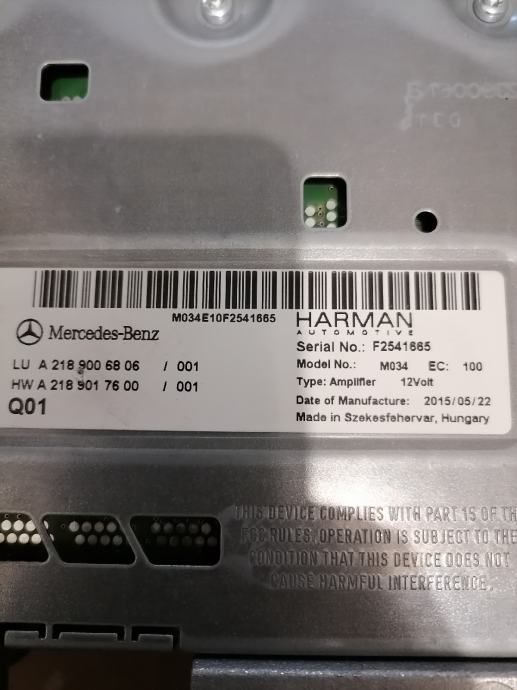 M034E10F2541665
HARMAN
AUTOMOTIVE
Mercedes-Benz
Serial No.: F2541665
LU A 218 900 68 06 / 001
Model No.: M034 EC: 100
HW A 218 901 76 00 / 001
Type: Amplifier 12Volt
Q01
Date of Manufacture: 2015/05/22
Made in Szekesfehervar, Hungary
THIS DEVICE COMPLIES WITH PART 15 OF TH
FCC RULES. OPERATION IS SUBJECT TO THE
CONDITION THAT THIS DEVICE DOES NOT
CAUSE HARMFUL INTERFERENCE.